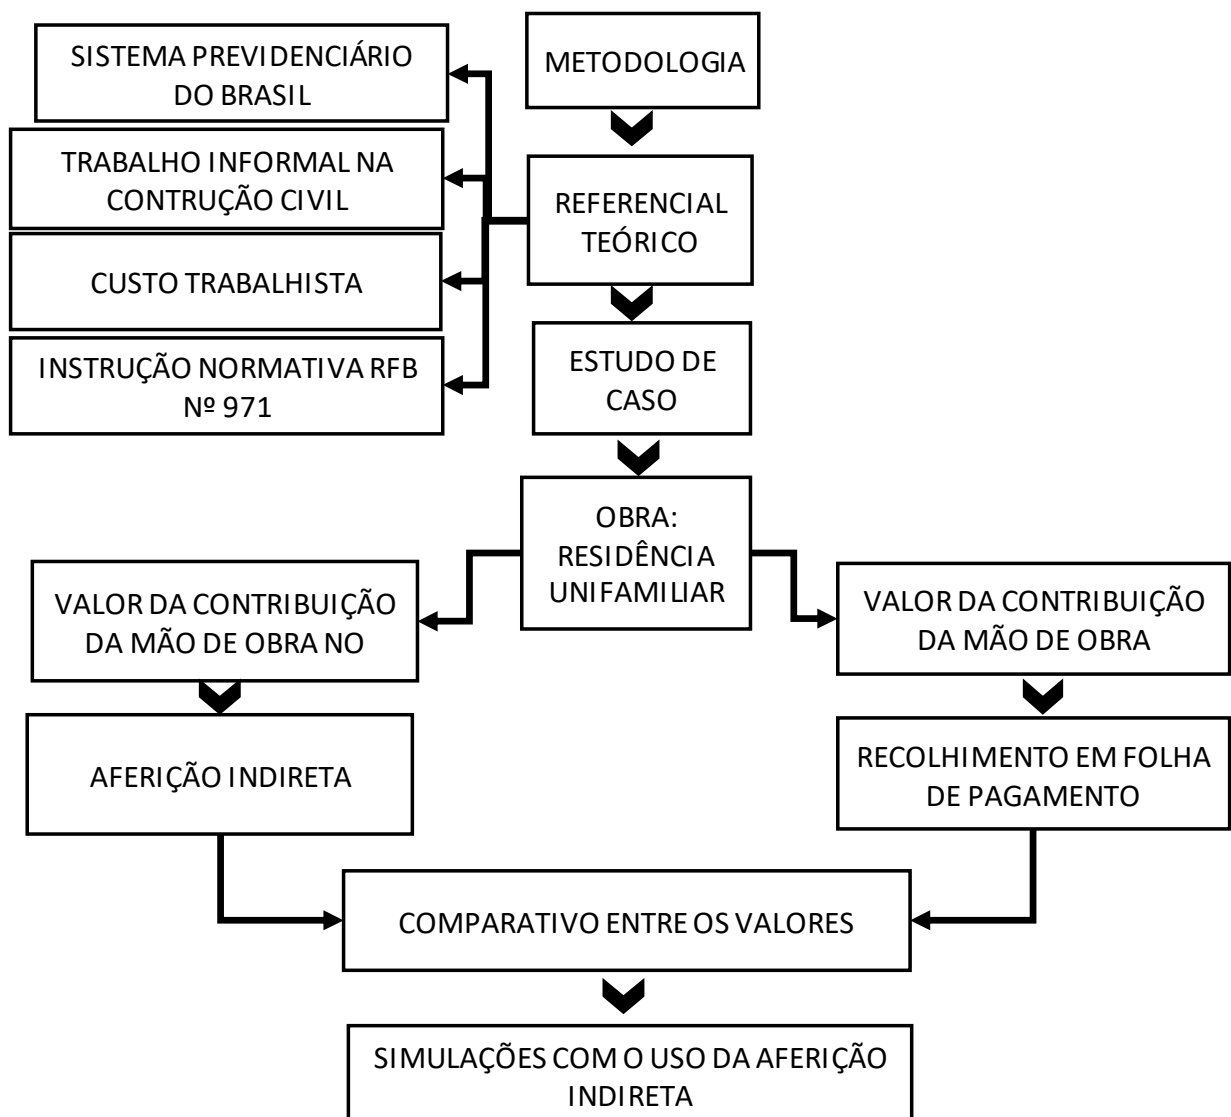 METODOLOGIA
SISTEMA PREVIDENCIÁRIO
DO BRASIL
TRABALHO INFORMAL NA
CONTRUÇÃO CIVIL
CUSTO TRABALHISTA
INSTRUÇÃO NORMATIVA RFB
Nº 971
REFERENCIAL
TEÓRICO
ESTUDO DE
CASO
OBRA:
RESIDÊNCIA
UNIFAMILIAR
VALOR DA CONTRIBUIÇÃO
DA MÃO DE OBRA NO
AFERIÇÃO INDIRETA
VALOR DA CONTRIBUIÇÃO
DA MÃO DE OBRA
RECOLHIMENTO EM FOLHA
DE PAGAMENTO
COMPARATIVO ENTRE OS VALORES
SIMULAÇÕES COM O USO DA AFERIÇÃO
INDIRETA